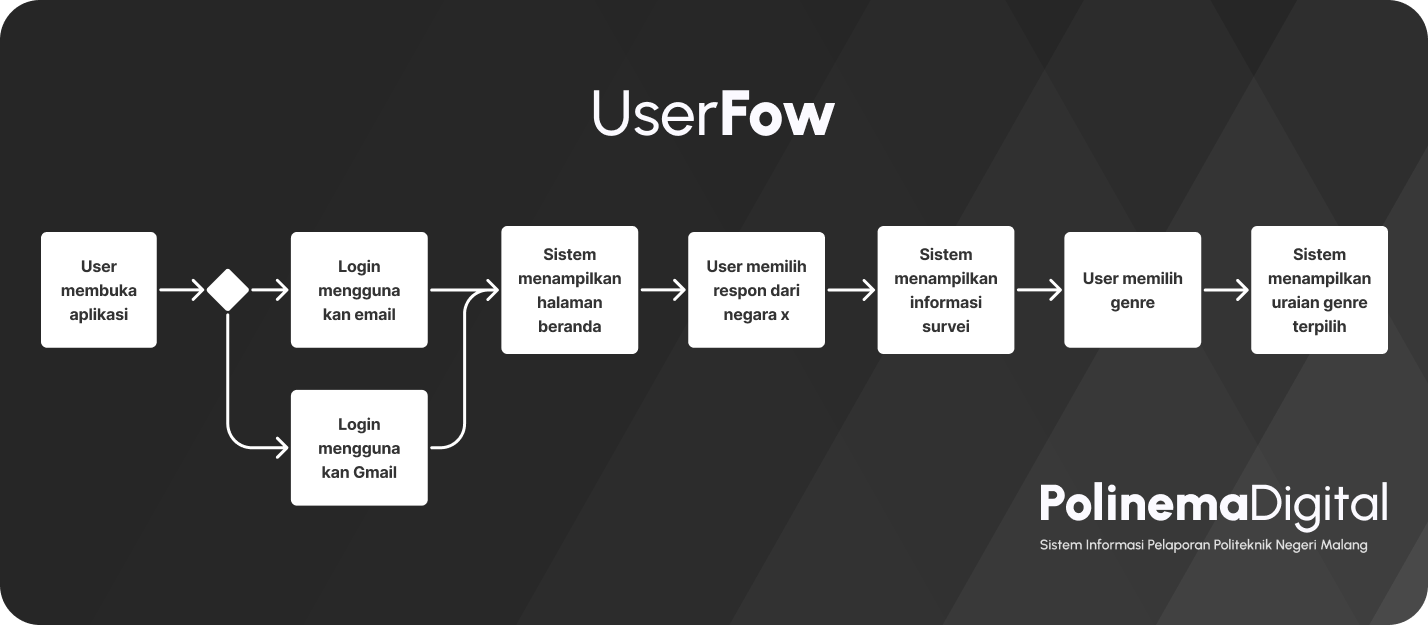 UserFow
User
membuka
aplikasi
Login
mengguna
kan email
Login
mengguna
kan Gmail
Sistem
menampilkan
halaman
beranda
User memilih
respon dari
negara x
Sistem
menampilkan
informasi
survei
User memilih
genre
Sistem
menampilkan
uraian genre
terpilih
PolinemaDigital
Sistem Informasi Pelaporan Politeknik Negeri Malang